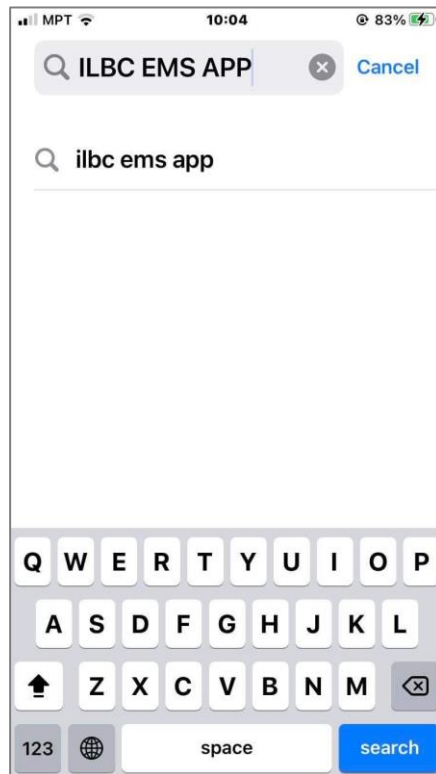 MPT 10:04 83%
ILBC EMS APP Cancel
ilbc ems app
Q W E R T Y U I O P
A S D F G H J K L
Z X C V B N M
123 space search